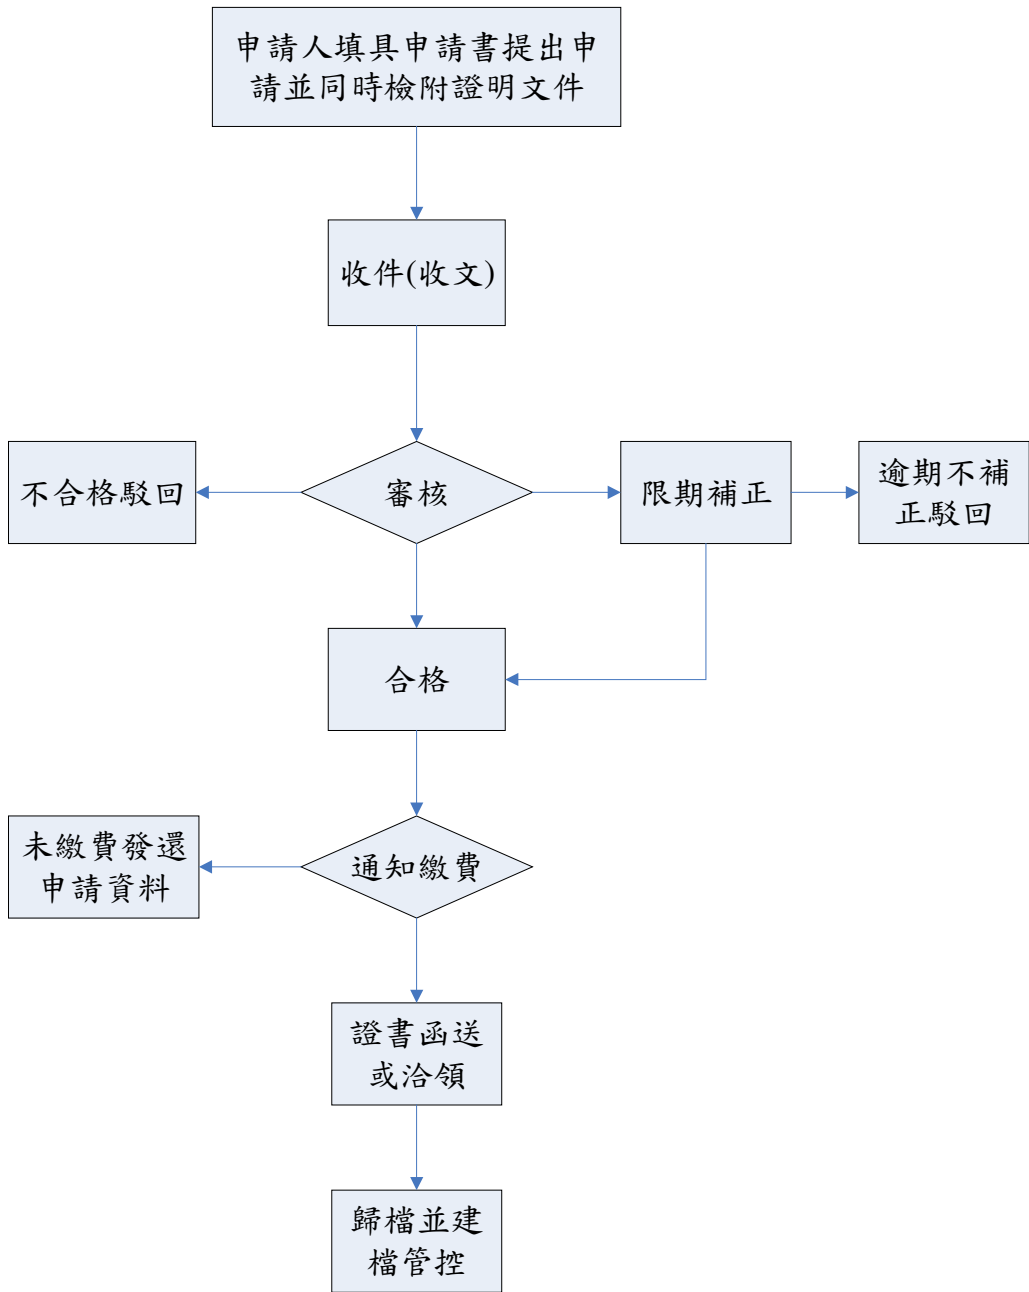 申請人填具申請書提出申
請並同時檢附證明文件
收件(收文)
不合格駁回
審核
限期補正
逾期不補
正駁回
合格
未繳費發還
申請資料
通知繳費
證書函送
或洽領
歸檔並建
檔管控